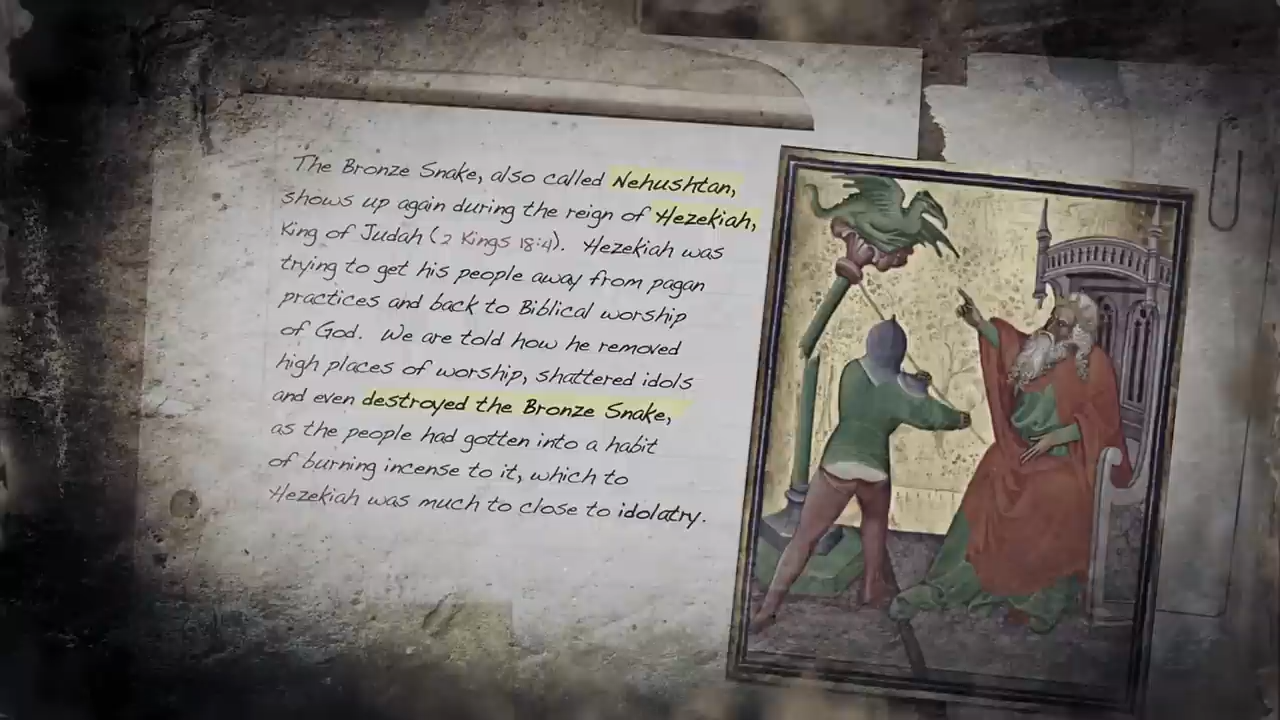 The Bronze Snake, also called Nehushtan,
shows up again during the reign of Hezekiah,
King of Judah (2 Kings 18:4). Hezekiah was
trying to get his people away from pagan
practices and back to Biblical worship
of God. We are told how he removed
high places of worship, shattered idols
and even destroyed the Bronze Snake,
as the people had gotten into a habit
of burning incense to it, which to
Hezekiah was much to close to idolatry.